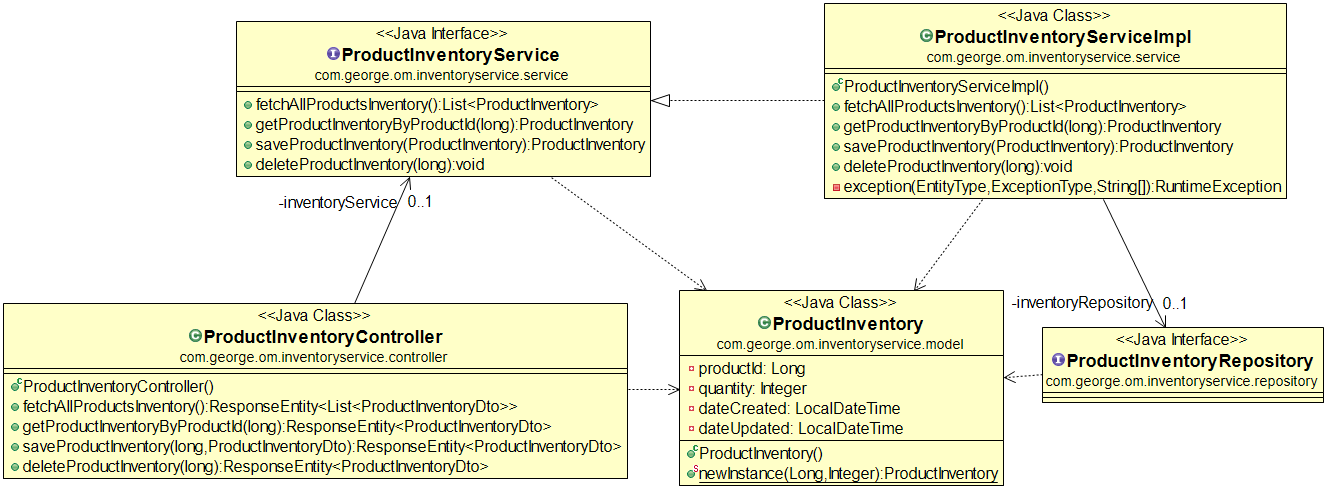 <<Java Interface>>
ProductInventoryService
com.george.om.inventoryservice.service
fetchAllProductsInventory():List<ProductInventory>
getProductInventoryByProductId(long):ProductInventory
saveProductInventory(ProductInventory):ProductInventory
deleteProductInventory(long):void
<<Java Class>>
ProductInventoryServiceImpl
com.george.om.inventoryservice.service
ProductInventoryServiceImpl()
fetchAllProductsInventory():List<ProductInventory>
getProductInventoryByProductId(long):ProductInventory
saveProductInventory(ProductInventory):ProductInventory
deleteProductInventory(long):void
exception(EntityType,ExceptionType,String[]):RuntimeException
-inventoryService 0..1
<<Java Class>>
ProductInventoryController
com.george.om.inventoryservice.controller
ProductInventoryController()
fetchAllProductsInventory():ResponseEntity<List<ProductInventoryDto>>
getProductInventoryByProductId(long):ResponseEntity<ProductInventoryDto>
saveProductInventory(long,ProductInventoryDto):ResponseEntity<ProductInventoryDto>
deleteProductInventory(long):ResponseEntity<ProductInventoryDto>
<<Java Class>>
ProductInventory
com.george.om.inventoryservice.model
productId: Long
quantity: Integer
dateCreated: LocalDateTime
dateUpdated: LocalDateTime
ProductInventory()
newInstance(Long,Integer):ProductInventory
-inventoryRepository 0..1
<<Java Interface>>
ProductInventoryRepository
com.george.om.inventoryservice.repository